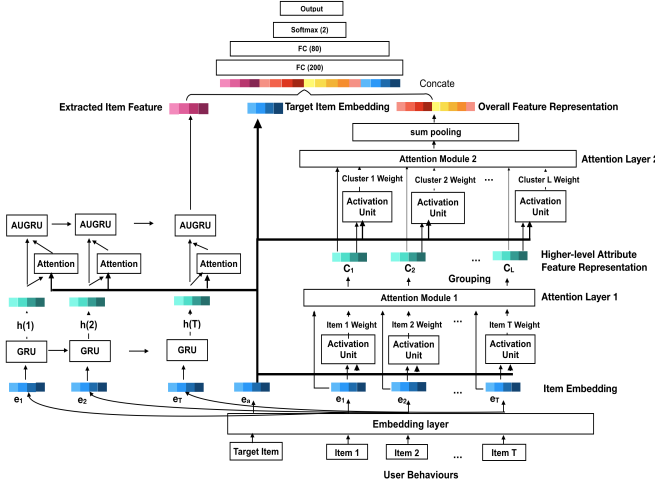 Output
Softmax (2)
FC (80)
FC (200)
Concate
Extracted Item Feature
Target Item Embedding
Overall Feature Representation
sum pooling
Attention Module 2
Attention Layer 2
Cluster 1 Weight
Cluster 2 Weight
...
Cluster L Weight
Activation
Unit
Activation
Unit
Activation
Unit
AUGRU
AUGRU
AUGRU
Attention
Attention
Attention
C1
C2
...
CL
Higher-level Attribute
Feature Representation
Grouping
Attention Module 1
Attention Layer 1
h(1)
h(2)
h(T)
Item 1 Weight
Item 2 Weight
...
Item T Weight
GRU
GRU
GRU
Activation
Unit
Activation
Unit
Activation
Unit
e1
e2
eT
ea
e1
e2
...
eT
Item Embedding
Embedding layer
Target Item
Item 1
Item 2
...
Item T
User Behaviours